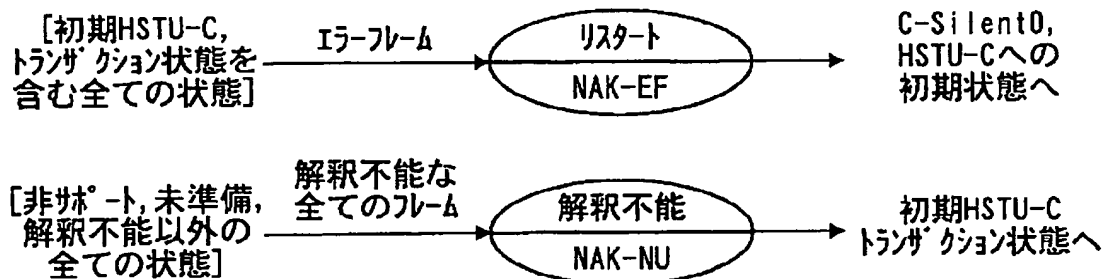 [初期HSTU-C,
トランザクション状態を
含む全ての状態]
エラーフレーム
リスタート
NAK-EF
C-Silent0,
HSTU-Cへの
初期状態へ
[非サポート,未準備,
解釈不能以外の
全ての状態]
解釈不能な
全てのフレーム
解釈不能
NAK-NU
初期HSTU-C
トランザクション状態へ